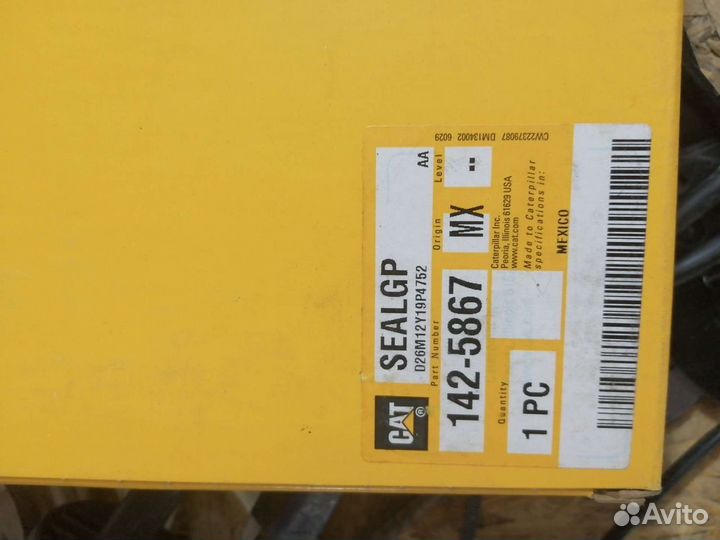 CAT®
SEALGP
D26M12Y19P4752
AA
Part Number
142-5867
Origin
MX
Level
--
Quantity
1 PC
Caterpillar Inc.
Peoria, Illinois 61629 USA
www.cat.com
Made to Caterpillar
specifications in:
MEXICO
CW22379087 DM134002 6029
Avito